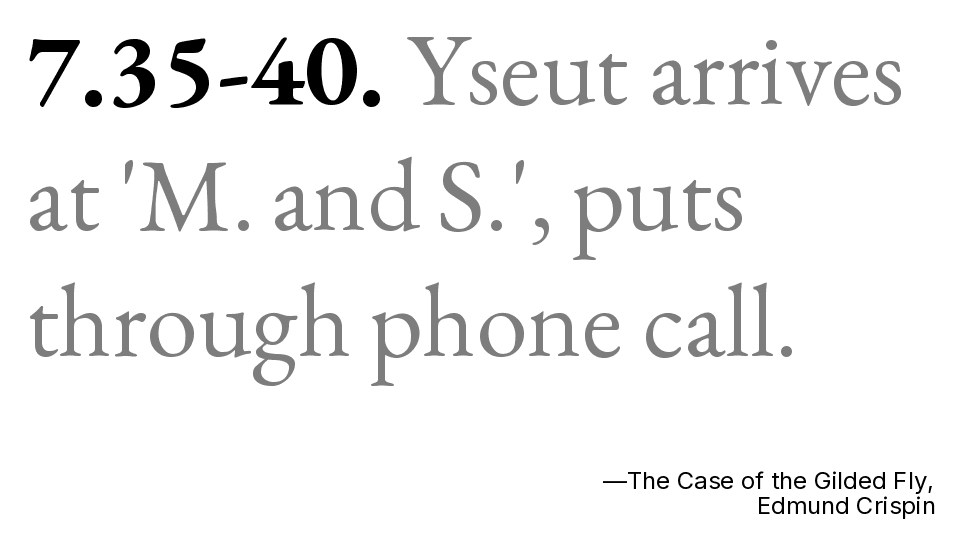 7.35-40. Yseut arrives
at 'M. and S.', puts
through phone call.
—The Case of the Gilded Fly,
Edmund Crispin